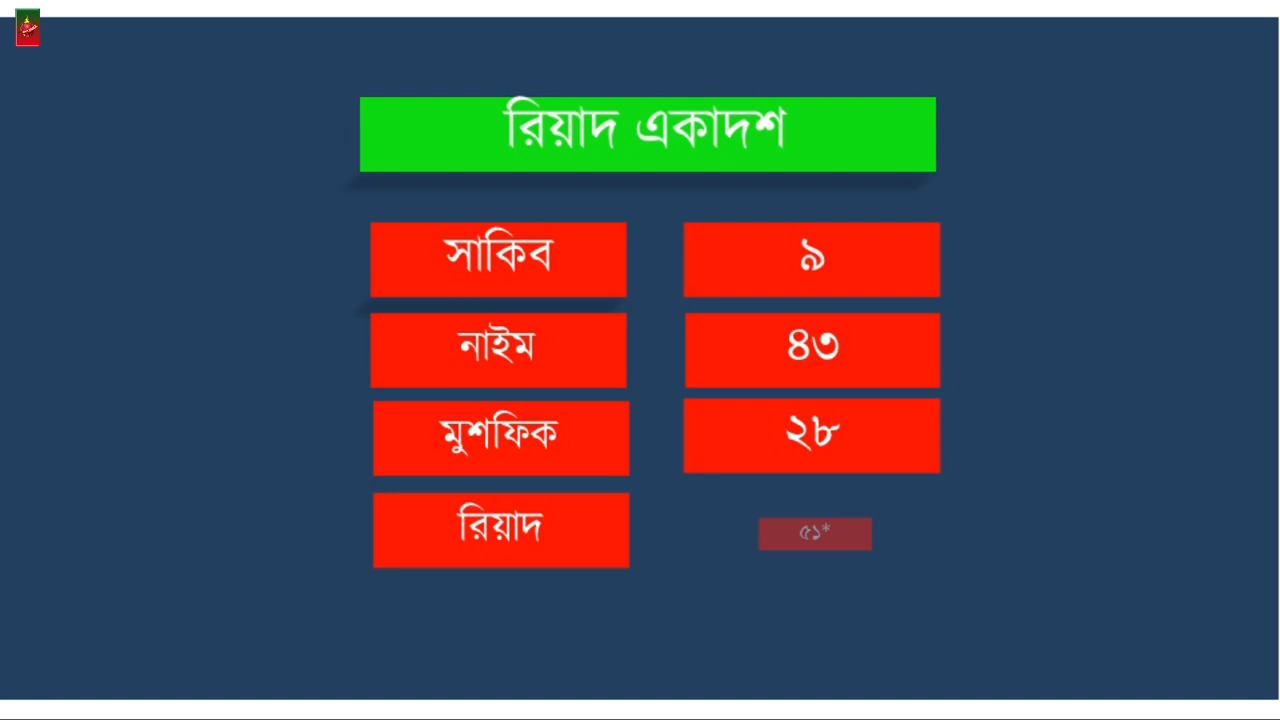 রিয়াদ একাদশ
সাকিব ৯
নাইম ৪৩
মুশফিক ২৮
রিয়াদ ৫১*